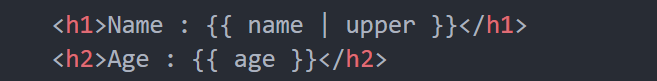 <h1>Name : {{ name | upper }}</h1>
<h2>Age : {{ age }}</h2>